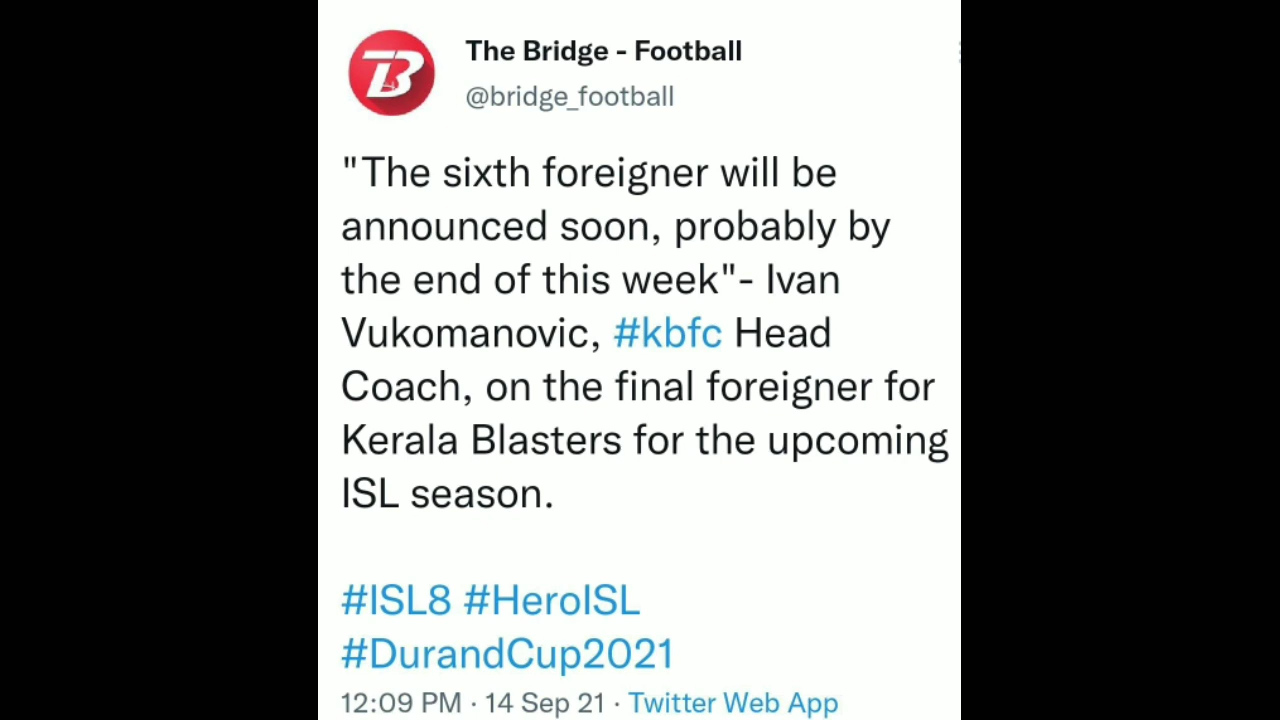 The Bridge - Football
@bridge_football
"The sixth foreigner will be
announced soon, probably by
the end of this week"- Ivan
Vukomanovic, #kbfc Head
Coach, on the final foreigner for
Kerala Blasters for the upcoming
ISL season.
#ISL8 #HeroISL
#DurandCup2021
12:09 PM · 14 Sep 21 · Twitter Web App